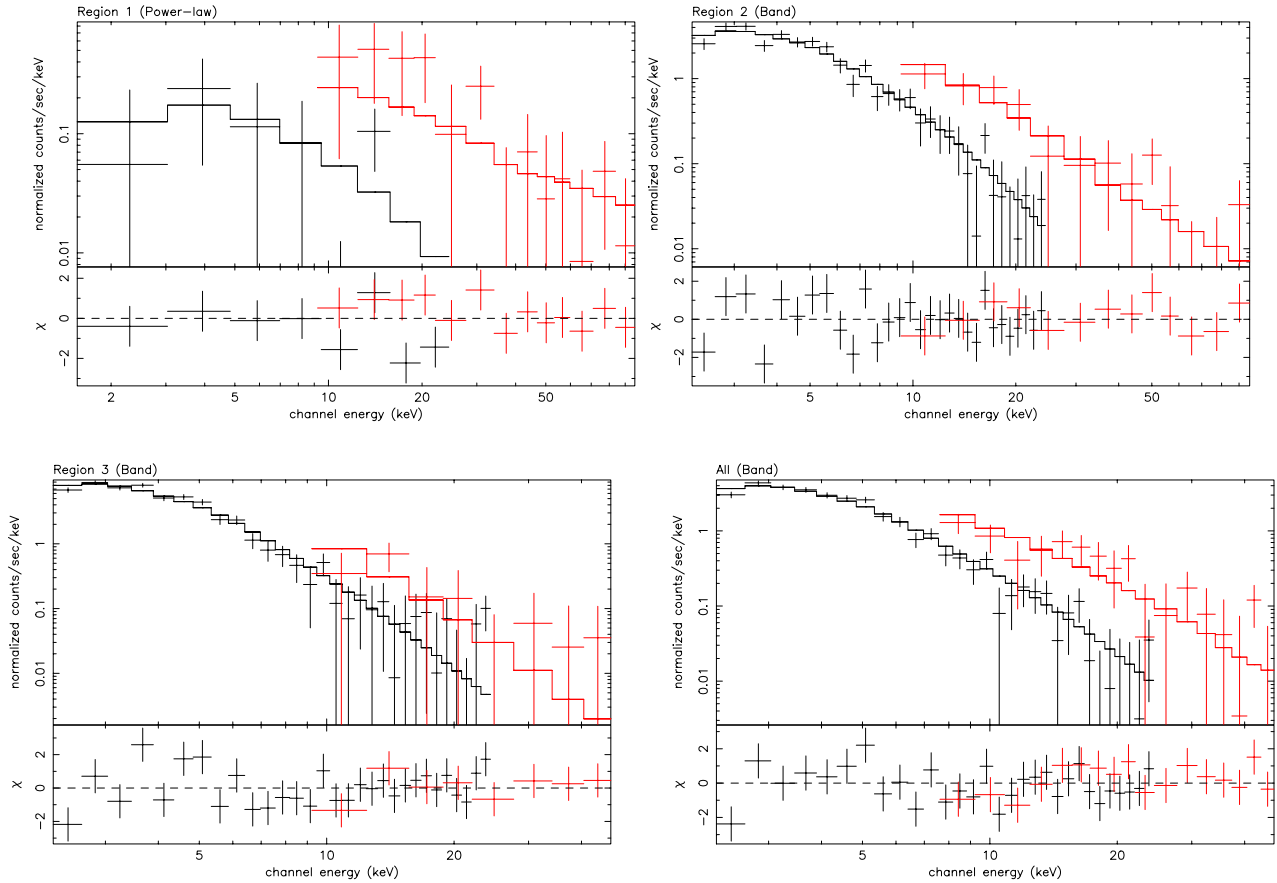 Region 1 (Power-law)
normalized counts/sec/keV
0.1
0.01
χ
2
0
-2
2
5
10
20
50
channel energy (keV)
Region 2 (Band)
normalized counts/sec/keV
1
0.1
0.01
χ
2
0
-2
5
10
20
50
channel energy (keV)
Region 3 (Band)
normalized counts/sec/keV
1
0.1
0.01
χ
2
0
-2
5
10
20
channel energy (keV)
All (Band)
normalized counts/sec/keV
1
0.1
0.01
χ
2
0
-2
5
10
20
channel energy (keV)